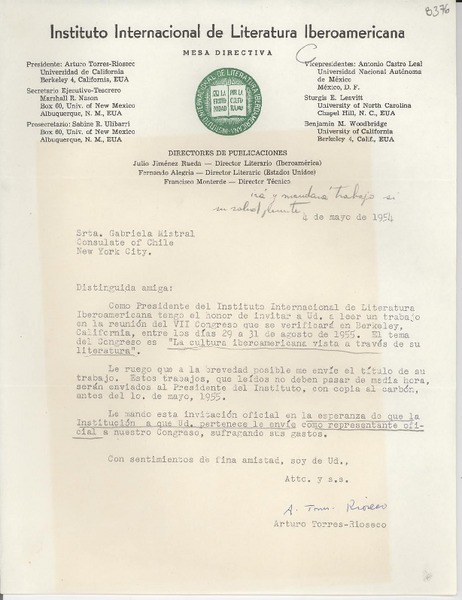 8376
Instituto Internacional de Literatura Iberoamericana
MESA DIRECTIVA
Presidente: Arturo Torres-Rioseco
Universidad de California
Berkeley 4, California, EUA
Secretario Ejecutivo-Tesorero
Marshall R. Nason
Box 60, Univ. of New Mexico
Albuquerque, N. M., EUA
Prosecretario: Sabine R. Ulibarri
Box 60, Univ. of New Mexico
Albuquerque, N. M., EUA
Vicepresidentes: Antonio Castro Leal
Universidad Nacional Autónoma
de México
México, D. F.
Sturgis E. Leavitt
University of North Carolina
Chapel Hill, N. C., EUA
Benjamin M. Woodbridge
University of California
Berkeley 4, Calif., EUA
DIRECTORES DE PUBLICACIONES
Julio Jiménez Rueda — Director Literario (Iberoamérica)
Fernando Alegría — Director Literario (Estados Unidos)
Francisco Monterde — Director Técnico
irá y mandará trabajo si
su salud permite
4 de mayo de 1954
Srta. Gabriela Mistral
Consulate of Chile
New York City.
Distinguida amiga:
Como Presidente del Instituto Internacional de Literatura
Iberoamericana tengo el honor de invitar a Ud. a leer un trabajo
en la reunión del VII Congreso que se verificará en Berkeley,
California, entre los días 29 a 31 de agosto de 1955. El tema
del Congreso es "La cultura iberoamericana vista a través de su
literatura".
Le ruego que a la brevedad posible me envíe el título de su
trabajo. Estos trabajos, que leídos no deben pasar de media hora,
serán enviados al Presidente del Instituto, con copia al carbón,
antes del 1o. de mayo, 1955.
Le mando esta invitación oficial en la esperanza de que la
Institución a que Ud. pertenece le envíe como representante ofi-
cial a nuestro Congreso, sufragando sus gastos.
Con sentimientos de fina amistad, soy de Ud.,
Attc. y s.s.
A. Torres Rioseco
Arturo Torres-Rioseco